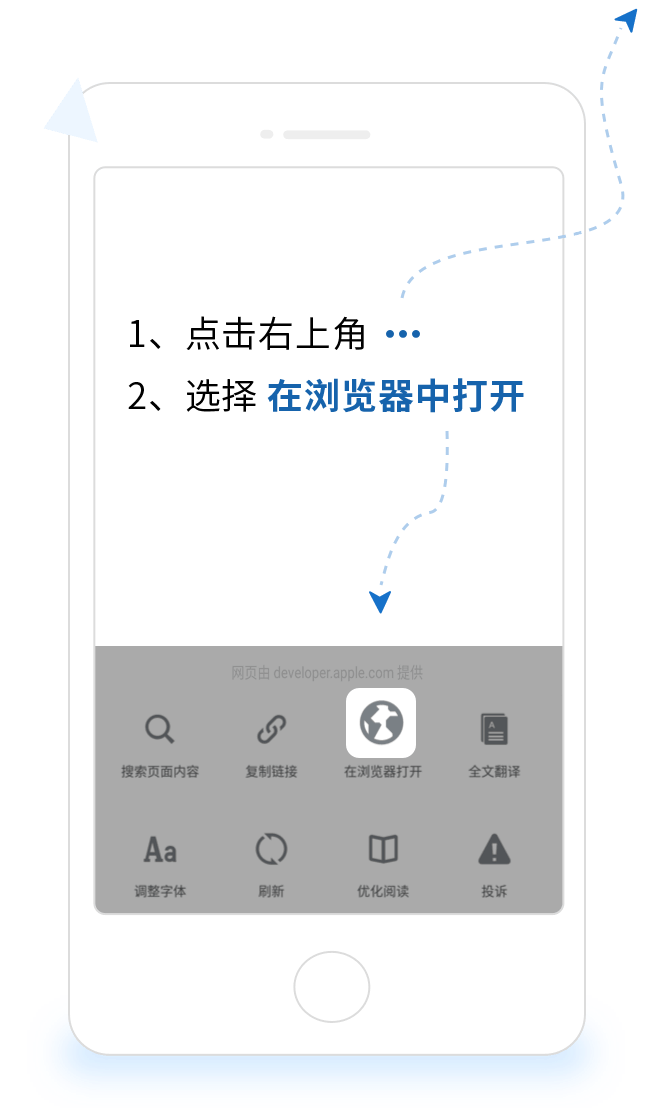 1、点击右上角 •••
2、选择 在浏览器中打开
网页由 developer.apple.com 提供
搜索页面内容 复制链接 在浏览器打开 全文翻译
Aa
调整字体 刷新 优化阅读 投诉